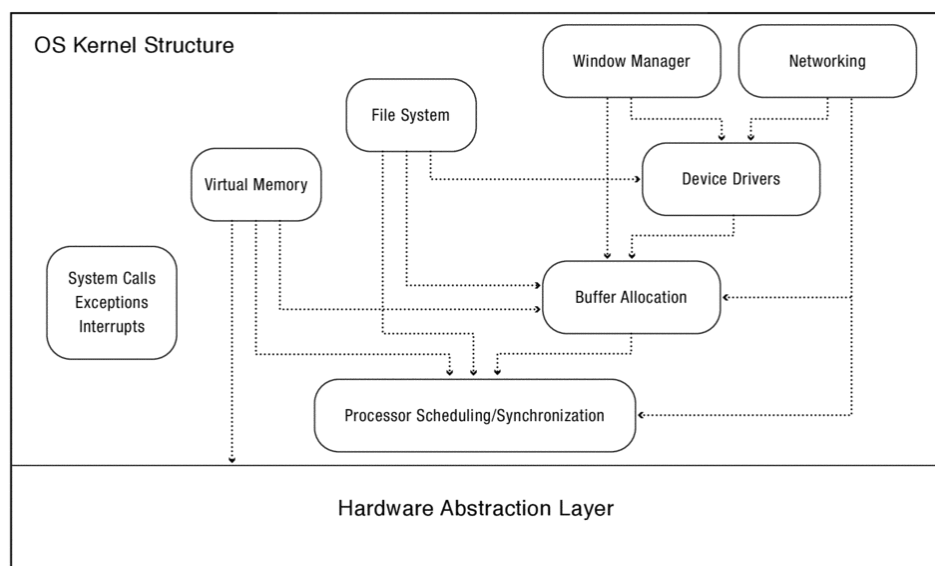 OS Kernel Structure
Window Manager
Networking
File System
Device Drivers
Virtual Memory
System Calls
Exceptions
Interrupts
Buffer Allocation
Processor Scheduling/Synchronization
Hardware Abstraction Layer